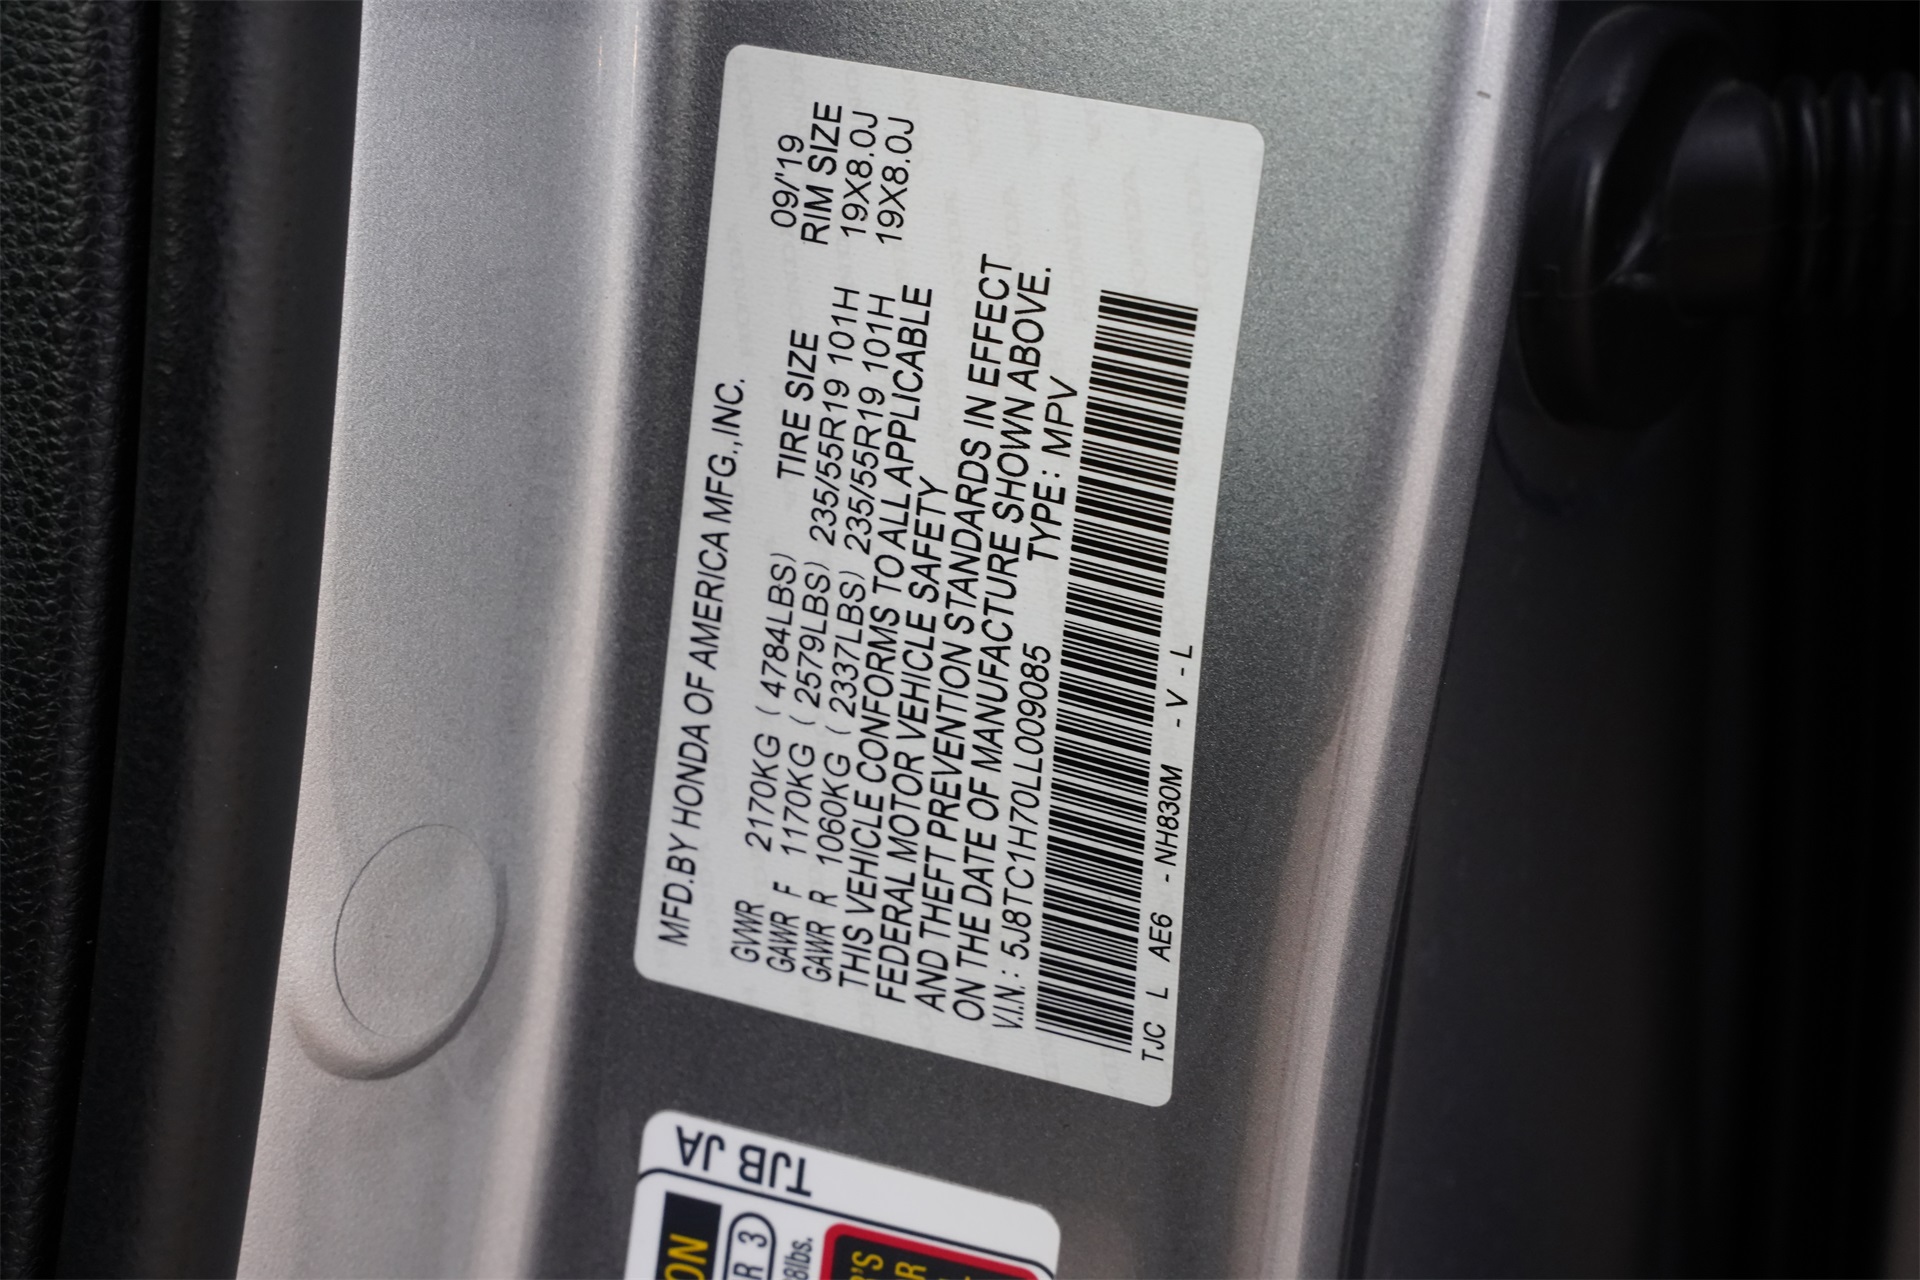 MFD.BY HONDA OF AMERICA MFG.,INC.
09/'19
TIRE SIZE RIM SIZE
GVWR 2170KG ( 4784LBS)
GAWR F 1170KG ( 2579LBS) 235/55R19 101H 19X8.0J
GAWR R 1060KG ( 2337LBS) 235/55R19 101H 19X8.0J
THIS VEHICLE CONFORMS TO ALL APPLICABLE
FEDERAL MOTOR VEHICLE SAFETY
AND THEFT PREVENTION STANDARDS IN EFFECT
ON THE DATE OF MANUFACTURE SHOWN ABOVE.
V.I.N.: 5J8TC1H70LL009085 TYPE: MPV
TJC L AE6 - NH830M - V - L
TJB JA